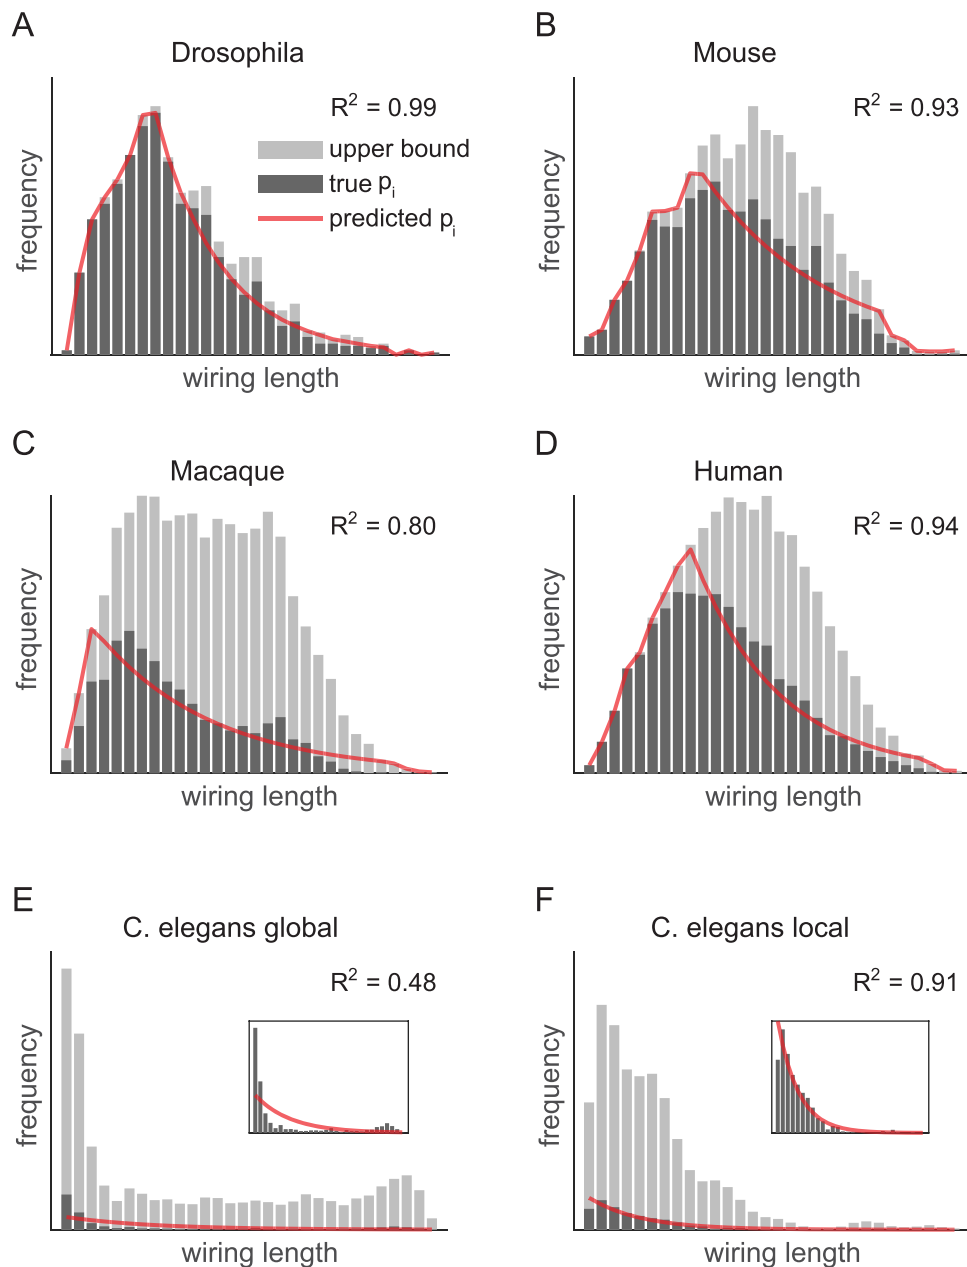 A
Drosophila
R² = 0.99
upper bound
true pᵢ
predicted pᵢ
frequency
wiring length
B
Mouse
R² = 0.93
frequency
wiring length
C
Macaque
R² = 0.80
frequency
wiring length
D
Human
R² = 0.94
frequency
wiring length
E
C. elegans global
R² = 0.48
frequency
wiring length
F
C. elegans local
R² = 0.91
frequency
wiring length